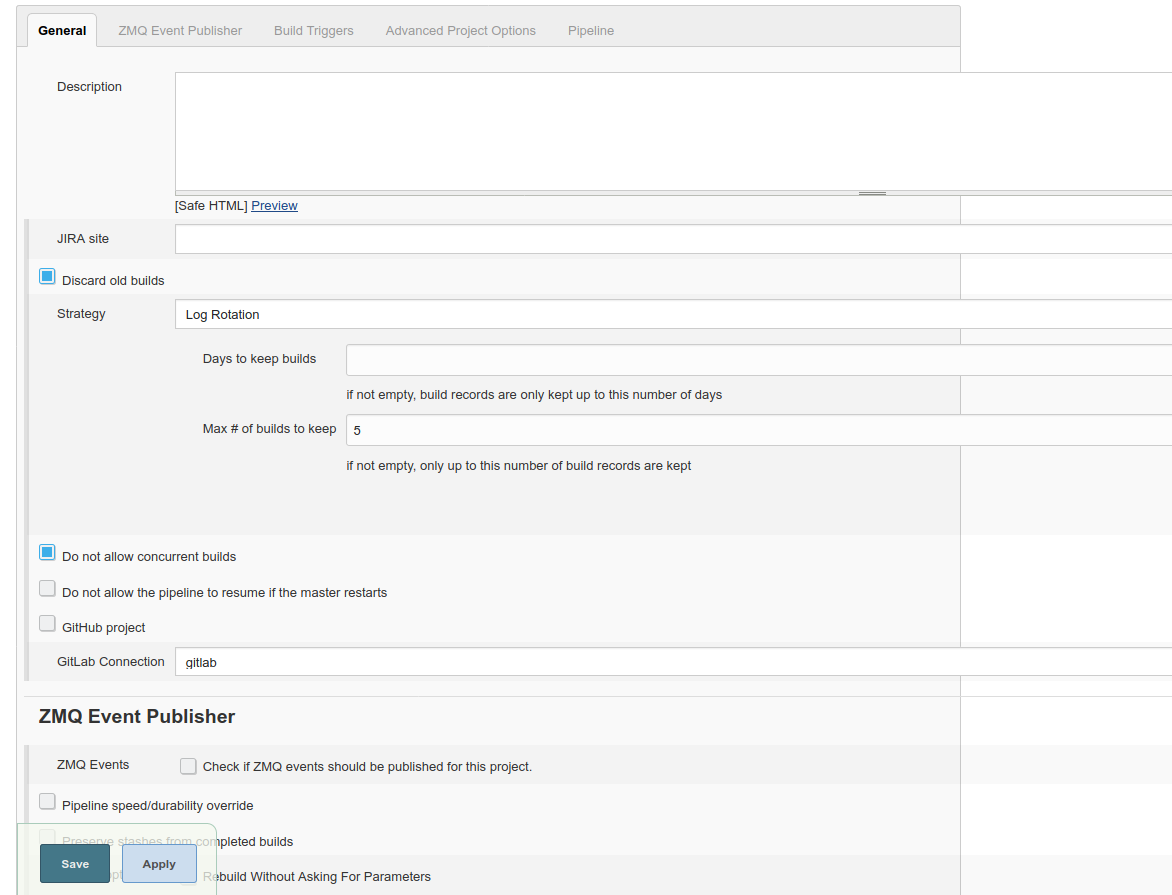 General ZMQ Event Publisher Build Triggers Advanced Project Options Pipeline
Description
[Safe HTML] Preview
JIRA site
Discard old builds
Strategy Log Rotation
Days to keep builds
if not empty, build records are only kept up to this number of days
Max # of builds to keep 5
if not empty, only up to this number of build records are kept
Do not allow concurrent builds
Do not allow the pipeline to resume if the master restarts
GitHub project
GitLab Connection gitlab
ZMQ Event Publisher
ZMQ Events Check if ZMQ events should be published for this project.
Pipeline speed/durability override
Preserve stashes from completed builds
Save Apply Rebuild Without Asking For Parameters